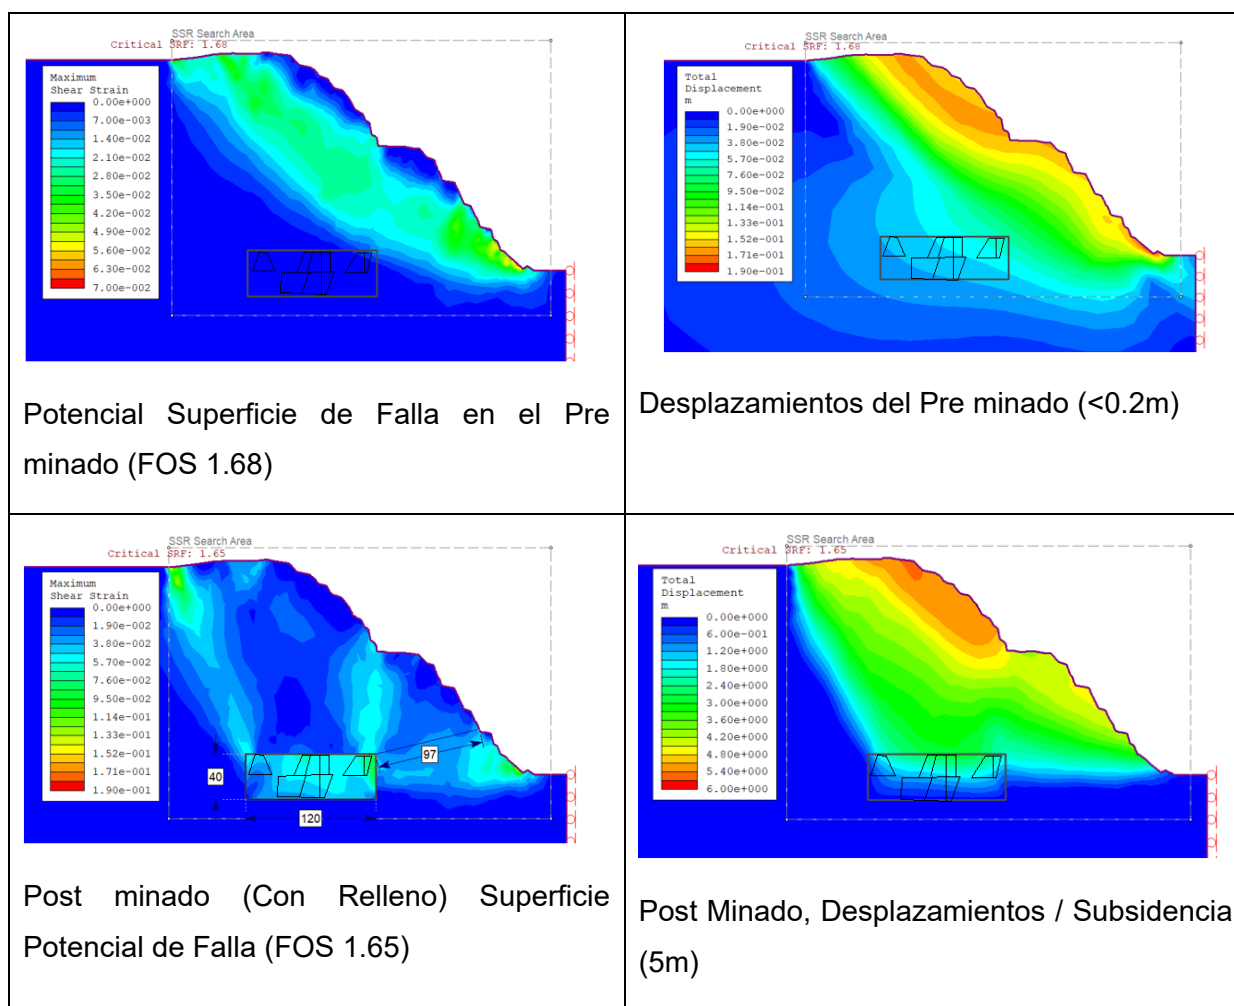 SSR Search Area
Critical SRF: 1.68
Maximum
Shear Strain
0.00e+000
7.00e-003
1.40e-002
2.10e-002
2.80e-002
3.50e-002
4.20e-002
4.90e-002
5.60e-002
6.30e-002
7.00e-002
Potencial Superficie de Falla en el Pre
minado (FOS 1.68)
SSR Search Area
Critical SRF: 1.68
Total
Displacement
m
0.00e+000
1.90e-002
3.80e-002
5.70e-002
7.60e-002
9.50e-002
1.14e-001
1.33e-001
1.52e-001
1.71e-001
1.90e-001
Desplazamientos del Pre minado (<0.2m)
SSR Search Area
Critical SRF: 1.65
Maximum
Shear Strain
0.00e+000
1.90e-002
3.80e-002
5.70e-002
7.60e-002
9.50e-002
1.14e-001
1.33e-001
1.52e-001
1.71e-001
1.90e-001
97
40
120
Post minado (Con Relleno) Superficie
Potencial de Falla (FOS 1.65)
SSR Search Area
Critical SRF: 1.65
Total
Displacement
m
0.00e+000
6.00e-001
1.20e+000
1.80e+000
2.40e+000
3.00e+000
3.60e+000
4.20e+000
4.80e+000
5.40e+000
6.00e+000
Post Minado, Desplazamientos / Subsidencia
(5m)